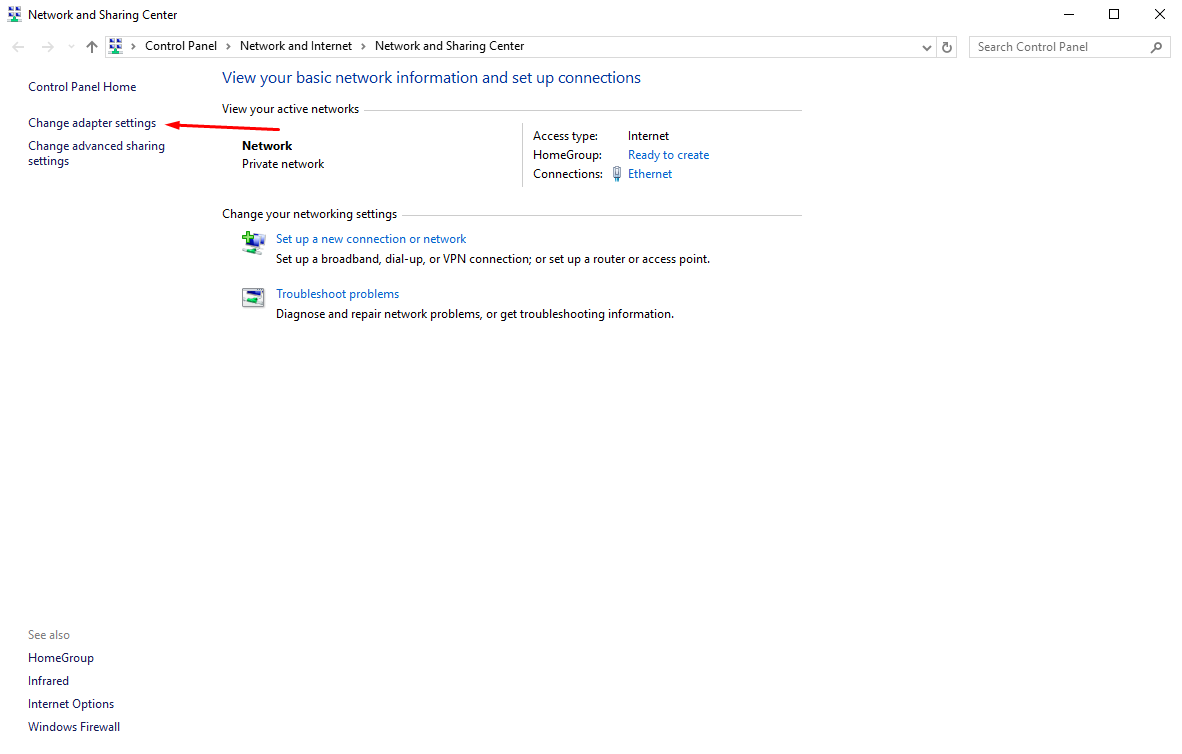 Network and Sharing Center
Control Panel > Network and Internet > Network and Sharing Center
Search Control Panel
Control Panel Home
Change adapter settings
Change advanced sharing
settings
View your basic network information and set up connections
View your active networks
Network
Private network
Access type: Internet
HomeGroup: Ready to create
Connections: Ethernet
Change your networking settings
Set up a new connection or network
Set up a broadband, dial-up, or VPN connection; or set up a router or access point.
Troubleshoot problems
Diagnose and repair network problems, or get troubleshooting information.
See also
HomeGroup
Infrared
Internet Options
Windows Firewall